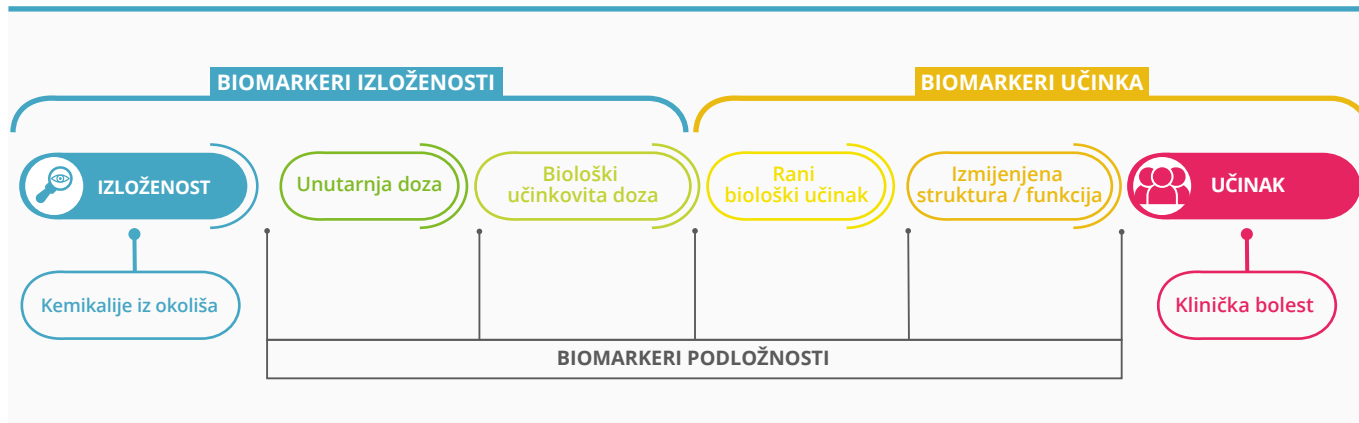 BIOMARKERI IZLOŽENOSTI
BIOMARKERI UČINKA
IZLOŽENOST
Unutarnja doza
Biološki
učinkovita doza
Rani
biološki učinak
Izmijenjena
struktura / funkcija
UČINAK
Kemikalije iz okoliša
Klinička bolest
BIOMARKERI PODLOŽNOSTI